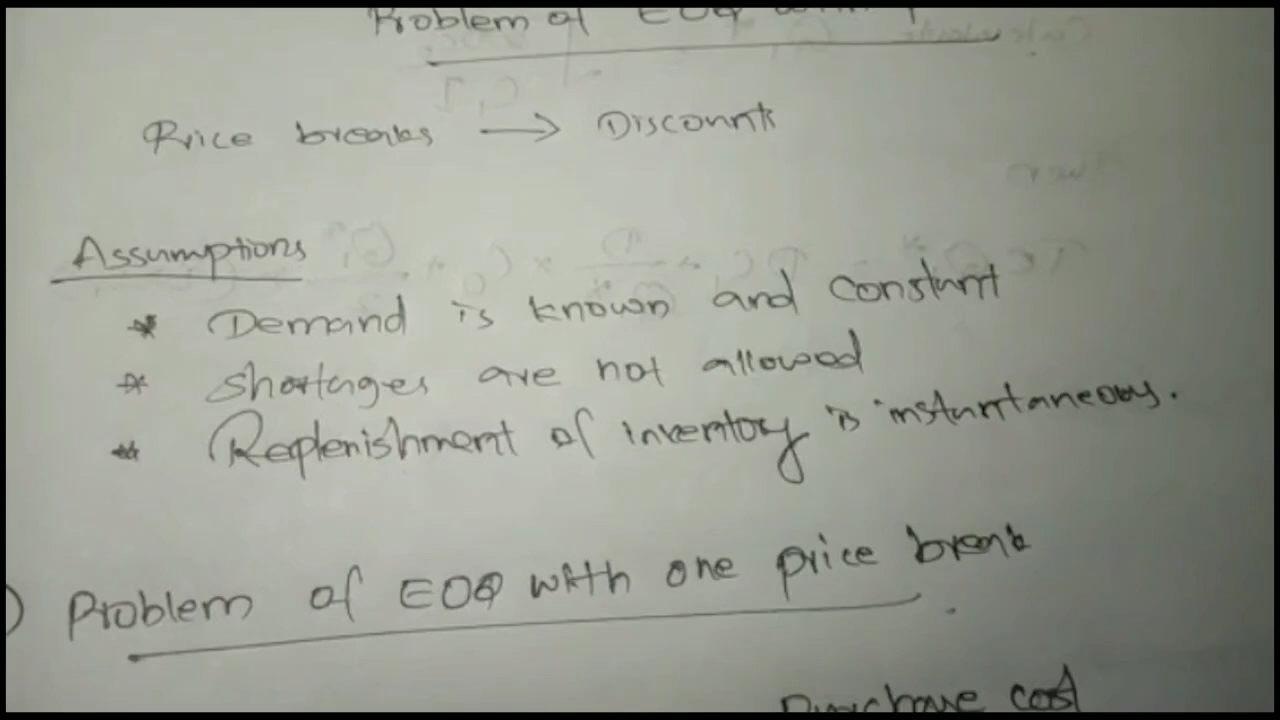 Problem of EOQ with
Price breaks → Discounts
Assumptions
* Demand is known and constant
* Shortages are not allowed
* Replenishment of inventory is instantaneous.
) Problem of EOQ with one price break
Purchase cost